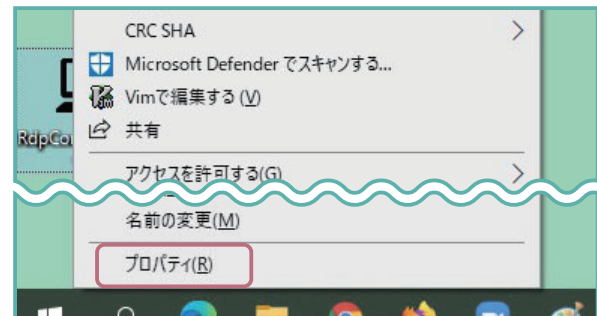 CRC SHA
Microsoft Defender でスキャンする...
Vimで編集する (V)
RdpCo
共有
アクセスを許可する(G)
名前の変更(M)
プロパティ(R)